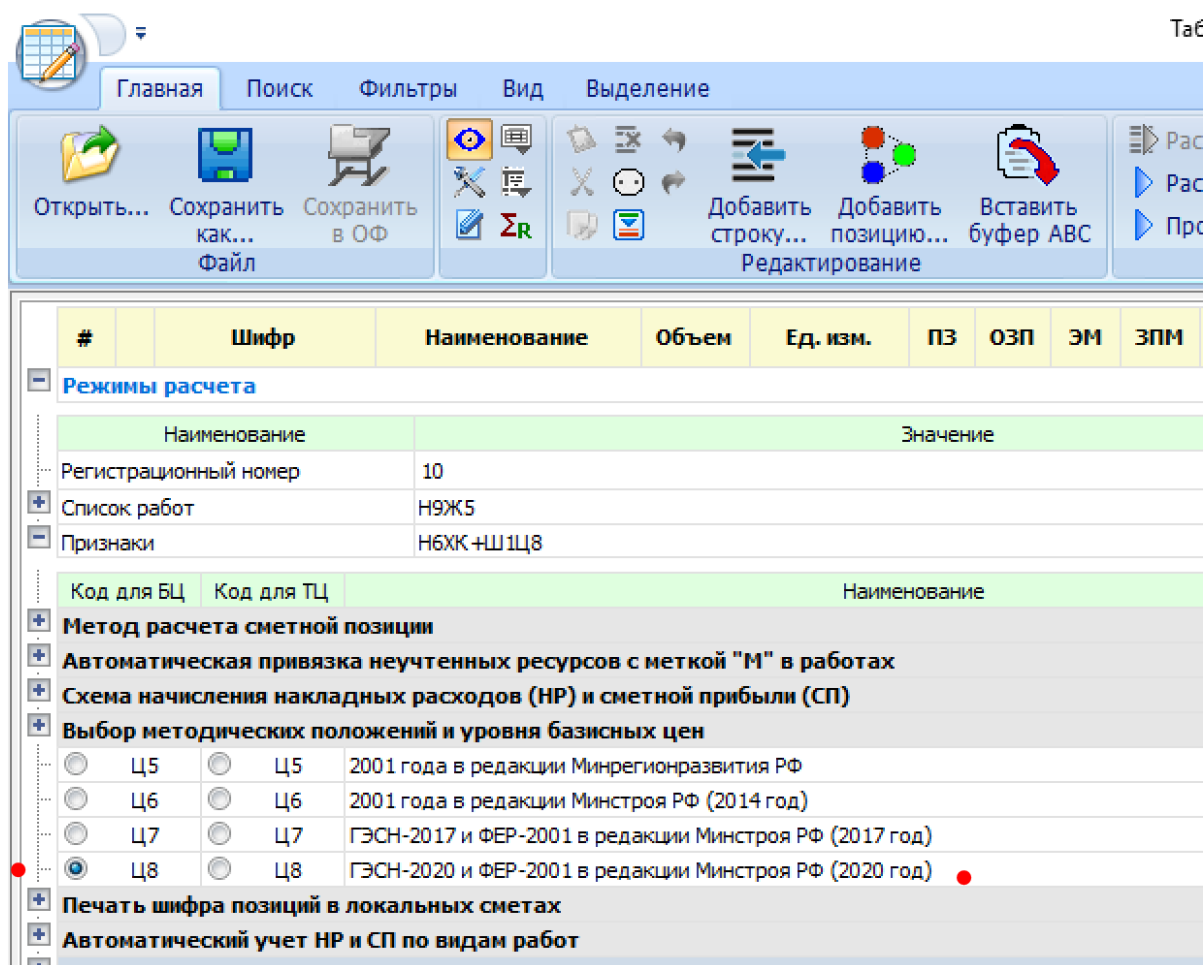 Таб
Главная Поиск Фильтры Вид Выделение
Открыть... Сохранить как... Сохранить в ОФ
Файл
ΣR
Добавить строку... Добавить позицию... Вставить буфер ABC
Редактирование
Рас
Рас
Про
# Шифр Наименование Объем Ед. изм. ПЗ ОЗП ЭМ ЗПМ
Режимы расчета
Наименование Значение
Регистрационный номер 10
Список работ Н9Ж5
Признаки Н6ХК+Ш1Ц8
Код для БЦ Код для ТЦ Наименование
Метод расчета сметной позиции
Автоматическая привязка неучтенных ресурсов с меткой "М" в работах
Схема начисления накладных расходов (НР) и сметной прибыли (СП)
Выбор методических положений и уровня базисных цен
Ц5 Ц5 2001 года в редакции Минрегионразвития РФ
Ц6 Ц6 2001 года в редакции Минстроя РФ (2014 год)
Ц7 Ц7 ГЭСН-2017 и ФЕР-2001 в редакции Минстроя РФ (2017 год)
Ц8 Ц8 ГЭСН-2020 и ФЕР-2001 в редакции Минстроя РФ (2020 год)
Печать шифра позиций в локальных сметах
Автоматический учет НР и СП по видам работ